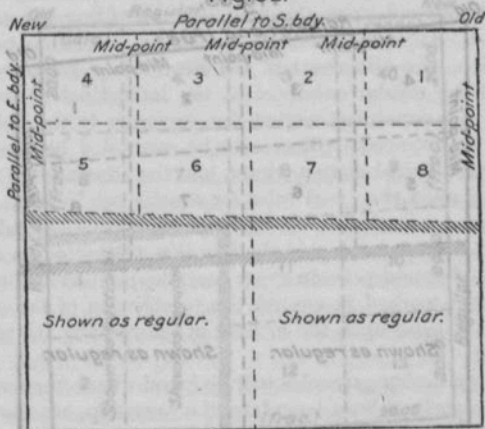 New Parallel to S. bdy. Old
Mid-point Mid-point Mid-point
4 3 2 1
Parallel to E. bdy.
Mid-point
Mid-point
5 6 7 8
Shown as regular. Shown as regular.